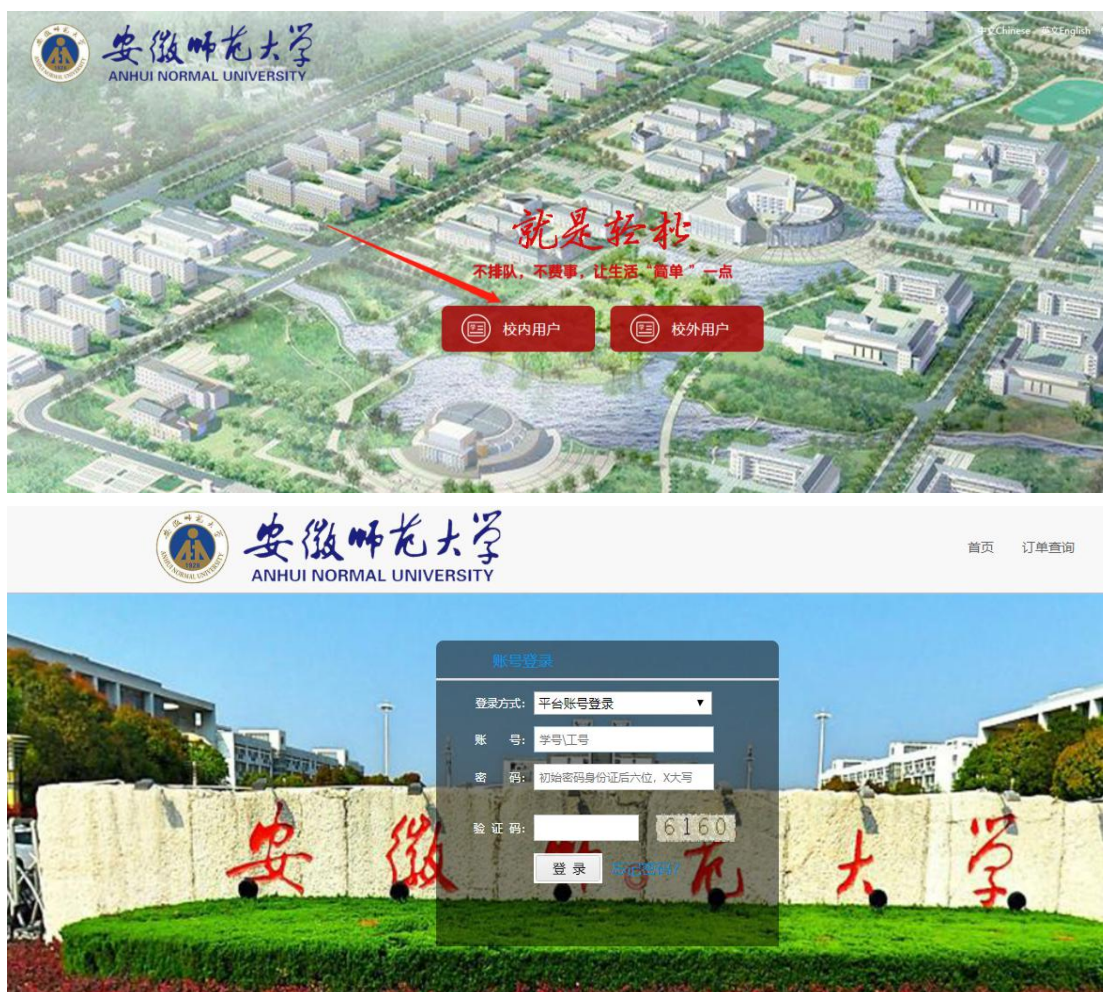 安徽师范大学
ANHUI NORMAL UNIVERSITY
中文Chinese 英文English
就是轻松
不排队，不费事，让生活“简单 ”一点
校内用户
校外用户
安徽师范大学
ANHUI NORMAL UNIVERSITY
首页 订单查询
账号登录
登录方式: 平台账号登录
账 号: 学号\工号
密 码: 初始密码身份证后六位，X大写
验 证 码: 6160
登 录
安徽师范大学